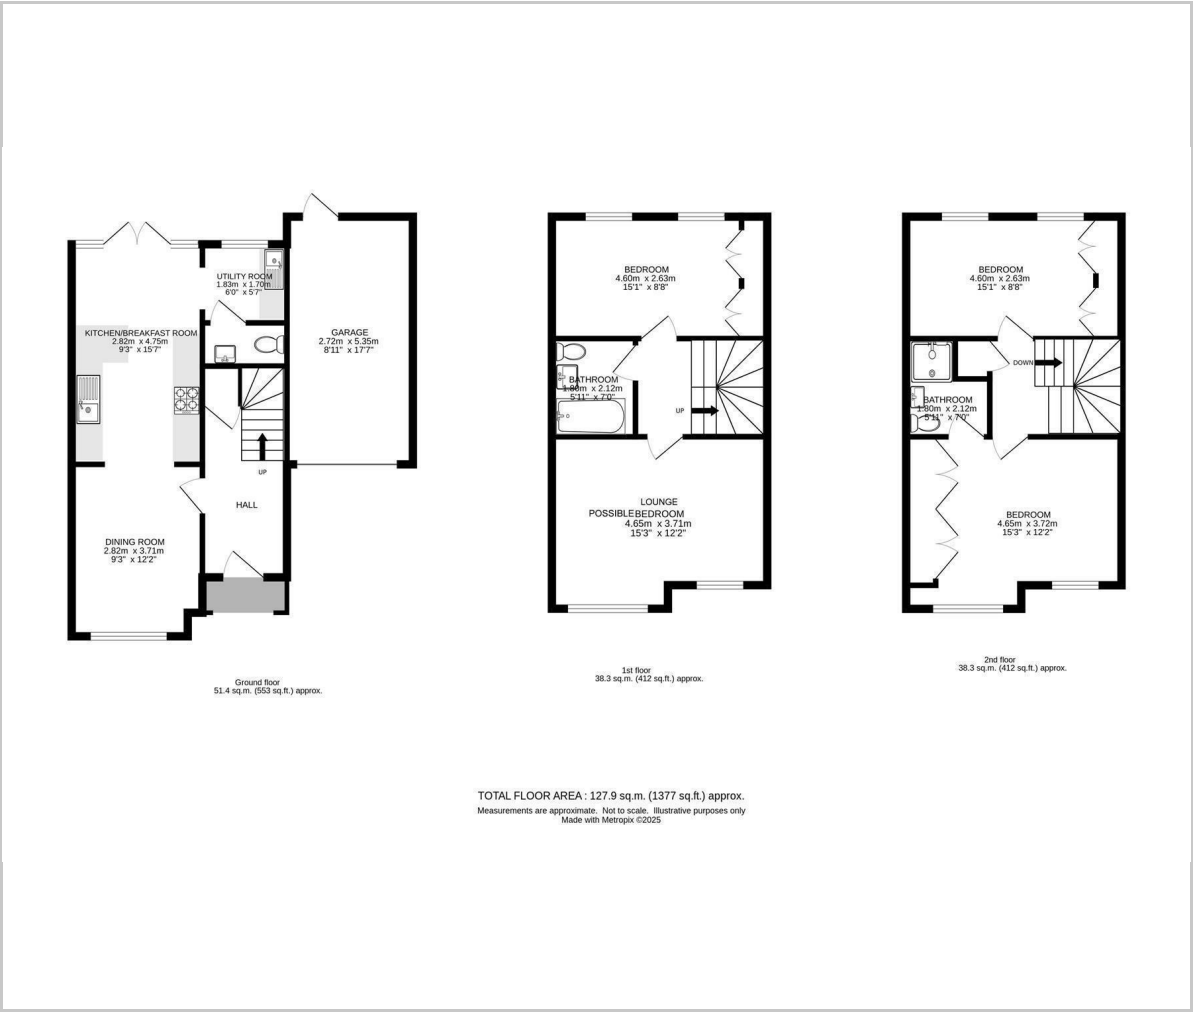 UTILITY ROOM
1.83m x 1.70m
6'0" x 5'7"
KITCHEN/BREAKFAST ROOM
2.82m x 4.75m
9'3" x 15'7"
GARAGE
2.72m x 5.35m
8'11" x 17'7"
UP
HALL
DINING ROOM
2.82m x 3.71m
9'3" x 12'2"
Ground floor
51.4 sq.m. (553 sq.ft.) approx.
BEDROOM
4.60m x 2.63m
15'1" x 8'8"
BATHROOM
1.80m x 2.12m
5'11" x 7'0"
UP
LOUNGE
POSSIBLEBEDROOM
4.65m x 3.71m
15'3" x 12'2"
1st floor
38.3 sq.m. (412 sq.ft.) approx.
BEDROOM
4.60m x 2.63m
15'1" x 8'8"
DOWN
BATHROOM
1.80m x 2.12m
5'11" x 7'0"
BEDROOM
4.65m x 3.72m
15'3" x 12'2"
2nd floor
38.3 sq.m. (412 sq.ft.) approx.
TOTAL FLOOR AREA : 127.9 sq.m. (1377 sq.ft.) approx.
Measurements are approximate. Not to scale. Illustrative purposes only
Made with Metropix ©2025